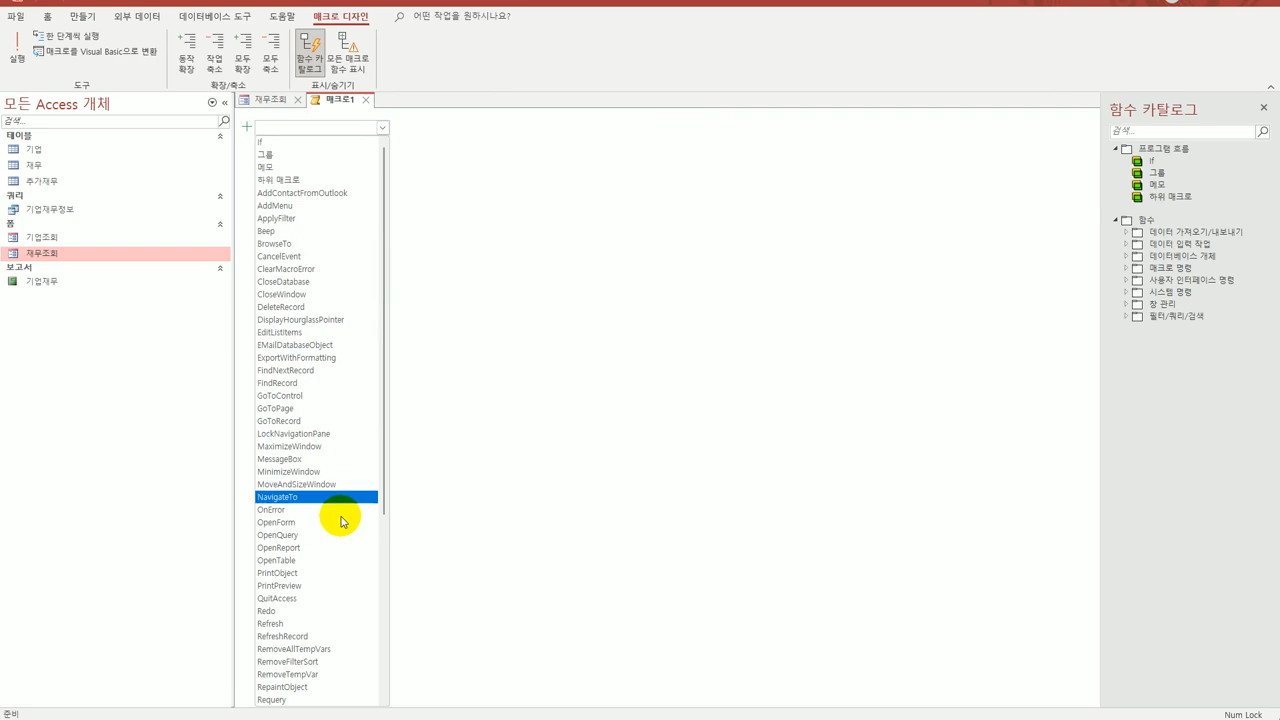 파일 홈 만들기 외부 데이터 데이터베이스 도구 도움말 매크로 디자인 어떤 작업을 원하시나요?
실행
한 단계씩 실행
매크로를 Visual Basic으로 변환
도구
동작 확장
작업 축소
모두 확장
모두 축소
확장/축소
함수 카탈로그
모든 매크로 함수 표시
표시/숨기기
모든 Access 개체
검색...
테이블
기업
재무
추가재무
쿼리
기업재무정보
폼
기업조회
재무조회
보고서
기업재무
재무조회 매크로1
If
그룹
메모
하위 매크로
AddContactFromOutlook
AddMenu
ApplyFilter
Beep
BrowseTo
CancelEvent
ClearMacroError
CloseDatabase
CloseWindow
DeleteRecord
DisplayHourglassPointer
EditListItems
EMailDatabaseObject
ExportWithFormatting
FindNextRecord
FindRecord
GoToControl
GoToPage
GoToRecord
LockNavigationPane
MaximizeWindow
MessageBox
MinimizeWindow
MoveAndSizeWindow
NavigateTo
OnError
OpenForm
OpenQuery
OpenReport
OpenTable
PrintObject
PrintPreview
QuitAccess
Redo
Refresh
RefreshRecord
RemoveAllTempVars
RemoveFilterSort
RemoveTempVar
RepaintObject
Requery
함수 카탈로그
검색...
프로그램 흐름
If
그룹
메모
하위 매크로
함수
데이터 가져오기/내보내기
데이터 입력 작업
데이터베이스 개체
매크로 명령
사용자 인터페이스 명령
시스템 명령
창 관리
필터/쿼리/검색
준비
Num Lock